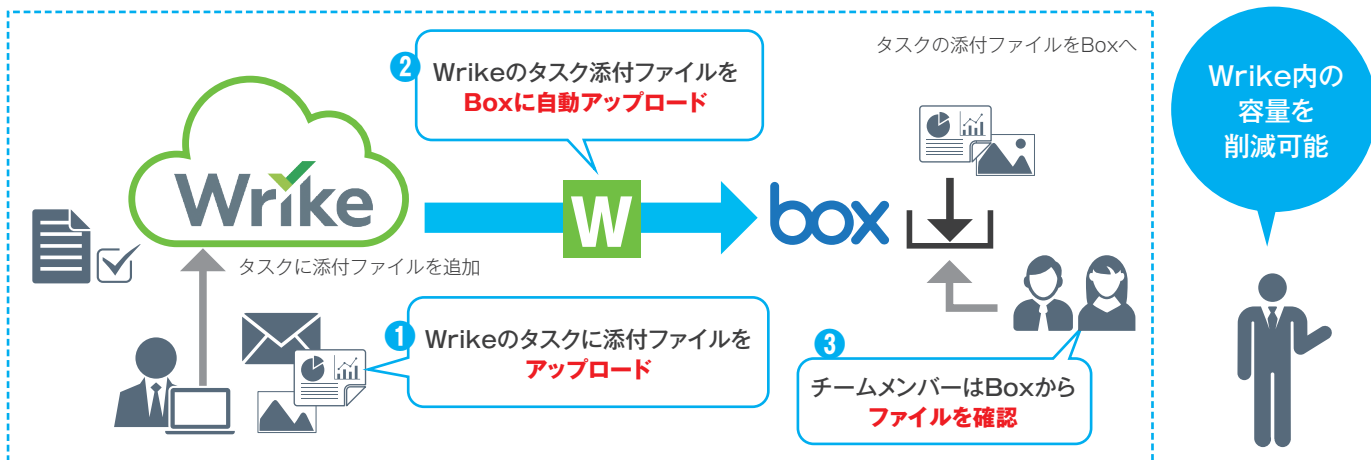 タスクの添付ファイルをBoxへ
2
Wrikeのタスク添付ファイルを
Boxに自動アップロード
Wrike内の
容量を
削減可能
Wrike
W
box
タスクに添付ファイルを追加
1
Wrikeのタスクに添付ファイルを
アップロード
3
チームメンバーはBoxから
ファイルを確認